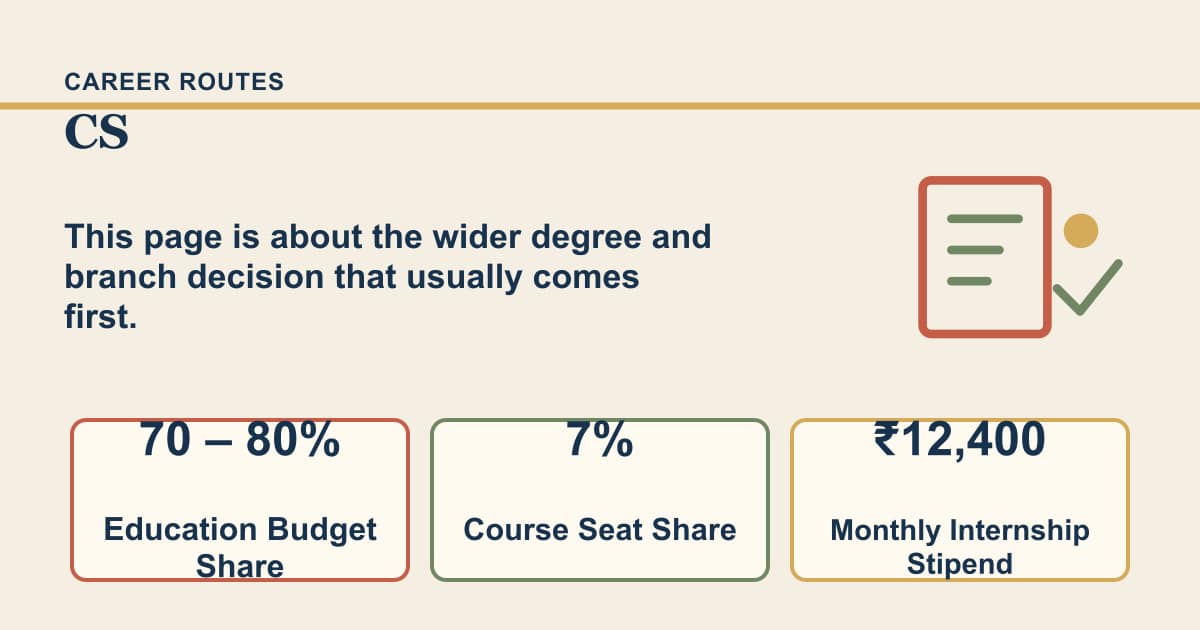 CAREER ROUTES
CS
This page is about the wider degree and
branch decision that usually comes
first.
70 – 80%
Education Budget
Share
7%
Course Seat Share
₹12,400
Monthly Internship
Stipend